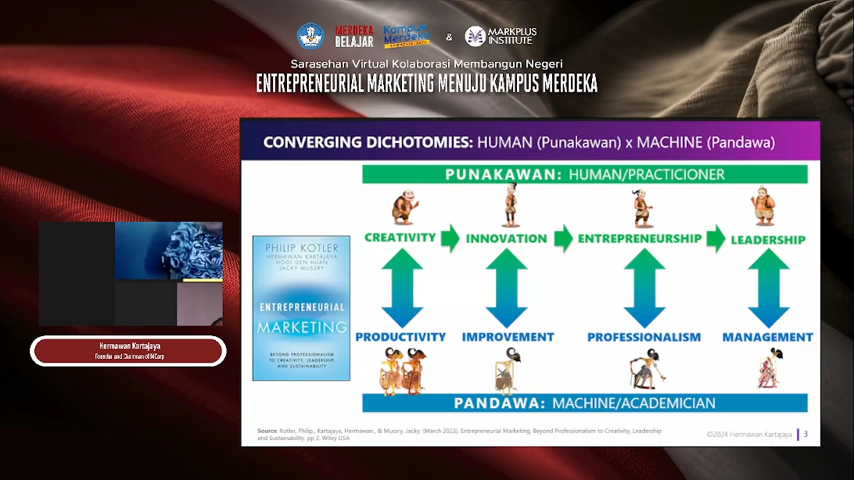 MERDEKA
BELAJAR
Kampus
Merdeka
&
MARKPLUS
INSTITUTE
Sarasehan Virtual Kolaborasi Membangun Negeri
ENTREPRENEURIAL MARKETING MENUJU KAMPUS MERDEKA
CONVERGING DICHOTOMIES: HUMAN (Punakawan) x MACHINE (Pandawa)
PUNAKAWAN: HUMAN/PRACTICIONER
CREATIVITY
INNOVATION
ENTREPRENEURSHIP
LEADERSHIP
PHILIP KOTLER
HERMAWAN KARTAJAYA
HOOI DEN HUAN
JACKY MUSSRY
ENTREPRENEURIAL
MARKETING
BEYOND PROFESSIONALISM
TO CREATIVITY, LEADERSHIP,
AND SUSTAINABILITY
PRODUCTIVITY
IMPROVEMENT
PROFESSIONALISM
MANAGEMENT
PANDAWA: MACHINE/ACADEMICIAN
Hermawan Kartajaya
Founder and Chairman of MCorp
Source: Kotler, Philip., Kartajaya, Hermawan., & Mussry, Jacky. (March 2023). Entrepreneurial Marketing, Beyond Professionalism to Creativity, Leadership
and Sustainability. pp 2. Wiley USA
©2024 Hermawan Kartajaya
3